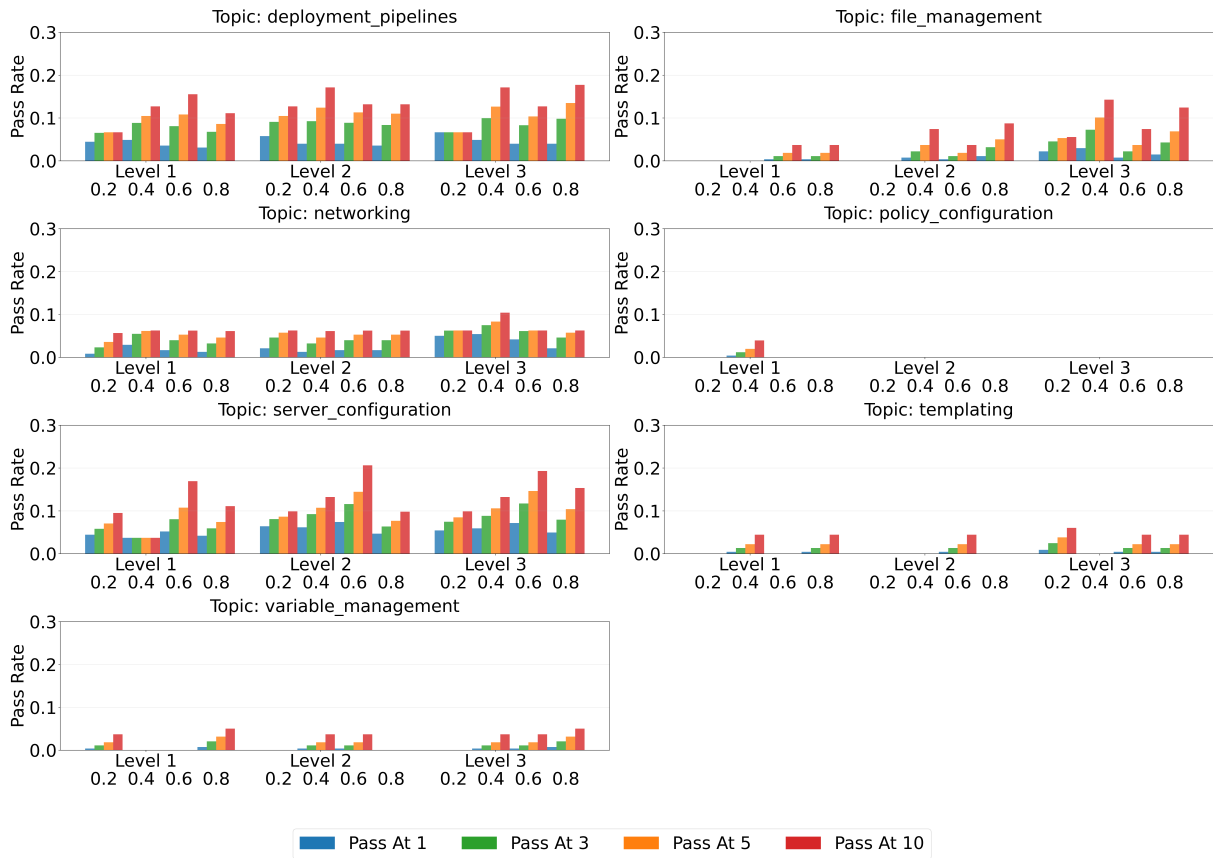 Topic: deployment_pipelines
0.3
0.2
0.1
0.0
Pass Rate
Level 1 Level 2 Level 3
0.2 0.4 0.6 0.8 0.2 0.4 0.6 0.8 0.2 0.4 0.6 0.8
Topic: file_management
0.3
0.2
0.1
0.0
Pass Rate
Level 1 Level 2 Level 3
0.2 0.4 0.6 0.8 0.2 0.4 0.6 0.8 0.2 0.4 0.6 0.8
Topic: networking
0.3
0.2
0.1
0.0
Pass Rate
Level 1 Level 2 Level 3
0.2 0.4 0.6 0.8 0.2 0.4 0.6 0.8 0.2 0.4 0.6 0.8
Topic: policy_configuration
0.3
0.2
0.1
0.0
Pass Rate
Level 1 Level 2 Level 3
0.2 0.4 0.6 0.8 0.2 0.4 0.6 0.8 0.2 0.4 0.6 0.8
Topic: server_configuration
0.3
0.2
0.1
0.0
Pass Rate
Level 1 Level 2 Level 3
0.2 0.4 0.6 0.8 0.2 0.4 0.6 0.8 0.2 0.4 0.6 0.8
Topic: templating
0.3
0.2
0.1
0.0
Pass Rate
Level 1 Level 2 Level 3
0.2 0.4 0.6 0.8 0.2 0.4 0.6 0.8 0.2 0.4 0.6 0.8
Topic: variable_management
0.3
0.2
0.1
0.0
Pass Rate
Level 1 Level 2 Level 3
0.2 0.4 0.6 0.8 0.2 0.4 0.6 0.8 0.2 0.4 0.6 0.8
Pass At 1 Pass At 3 Pass At 5 Pass At 10